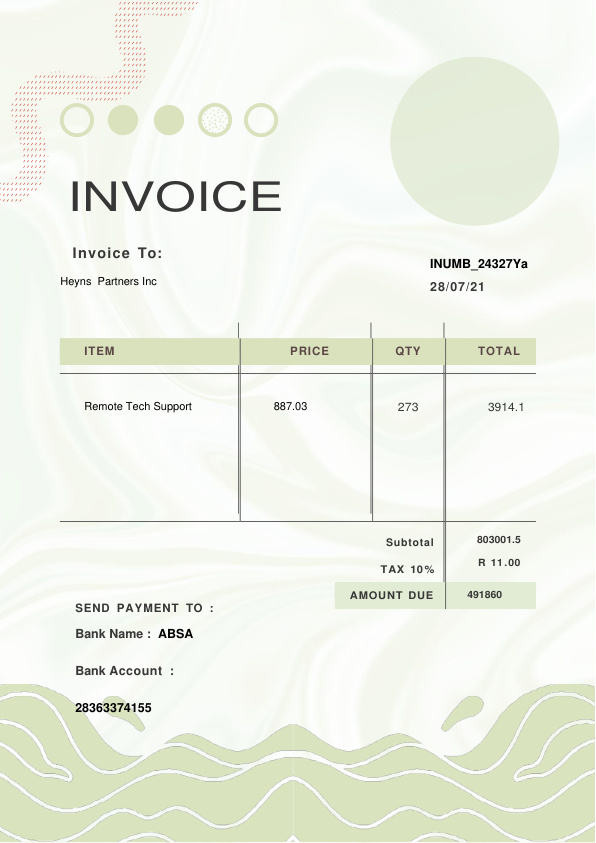 INVOICE
Invoice To:
Heyns Partners Inc
INUMB_24327Ya
28/07/21
ITEM PRICE QTY TOTAL
Remote Tech Support 887.03 273 3914.1
Subtotal 803001.5
TAX 10% R 11.00
AMOUNT DUE 491860
SEND PAYMENT TO :
Bank Name : ABSA
Bank Account :
28363374155